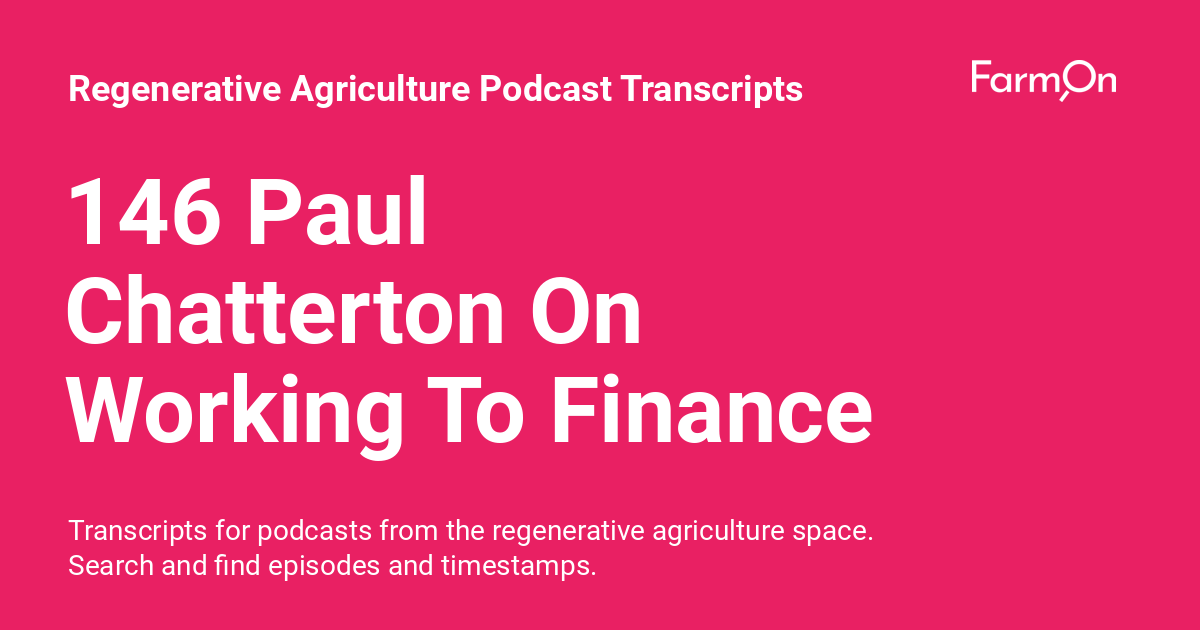 Regenerative Agriculture Podcast Transcripts
FarmOn
146 Paul
Chatterton On
Working To Finance
Transcripts for podcasts from the regenerative agriculture space.
Search and find episodes and timestamps.